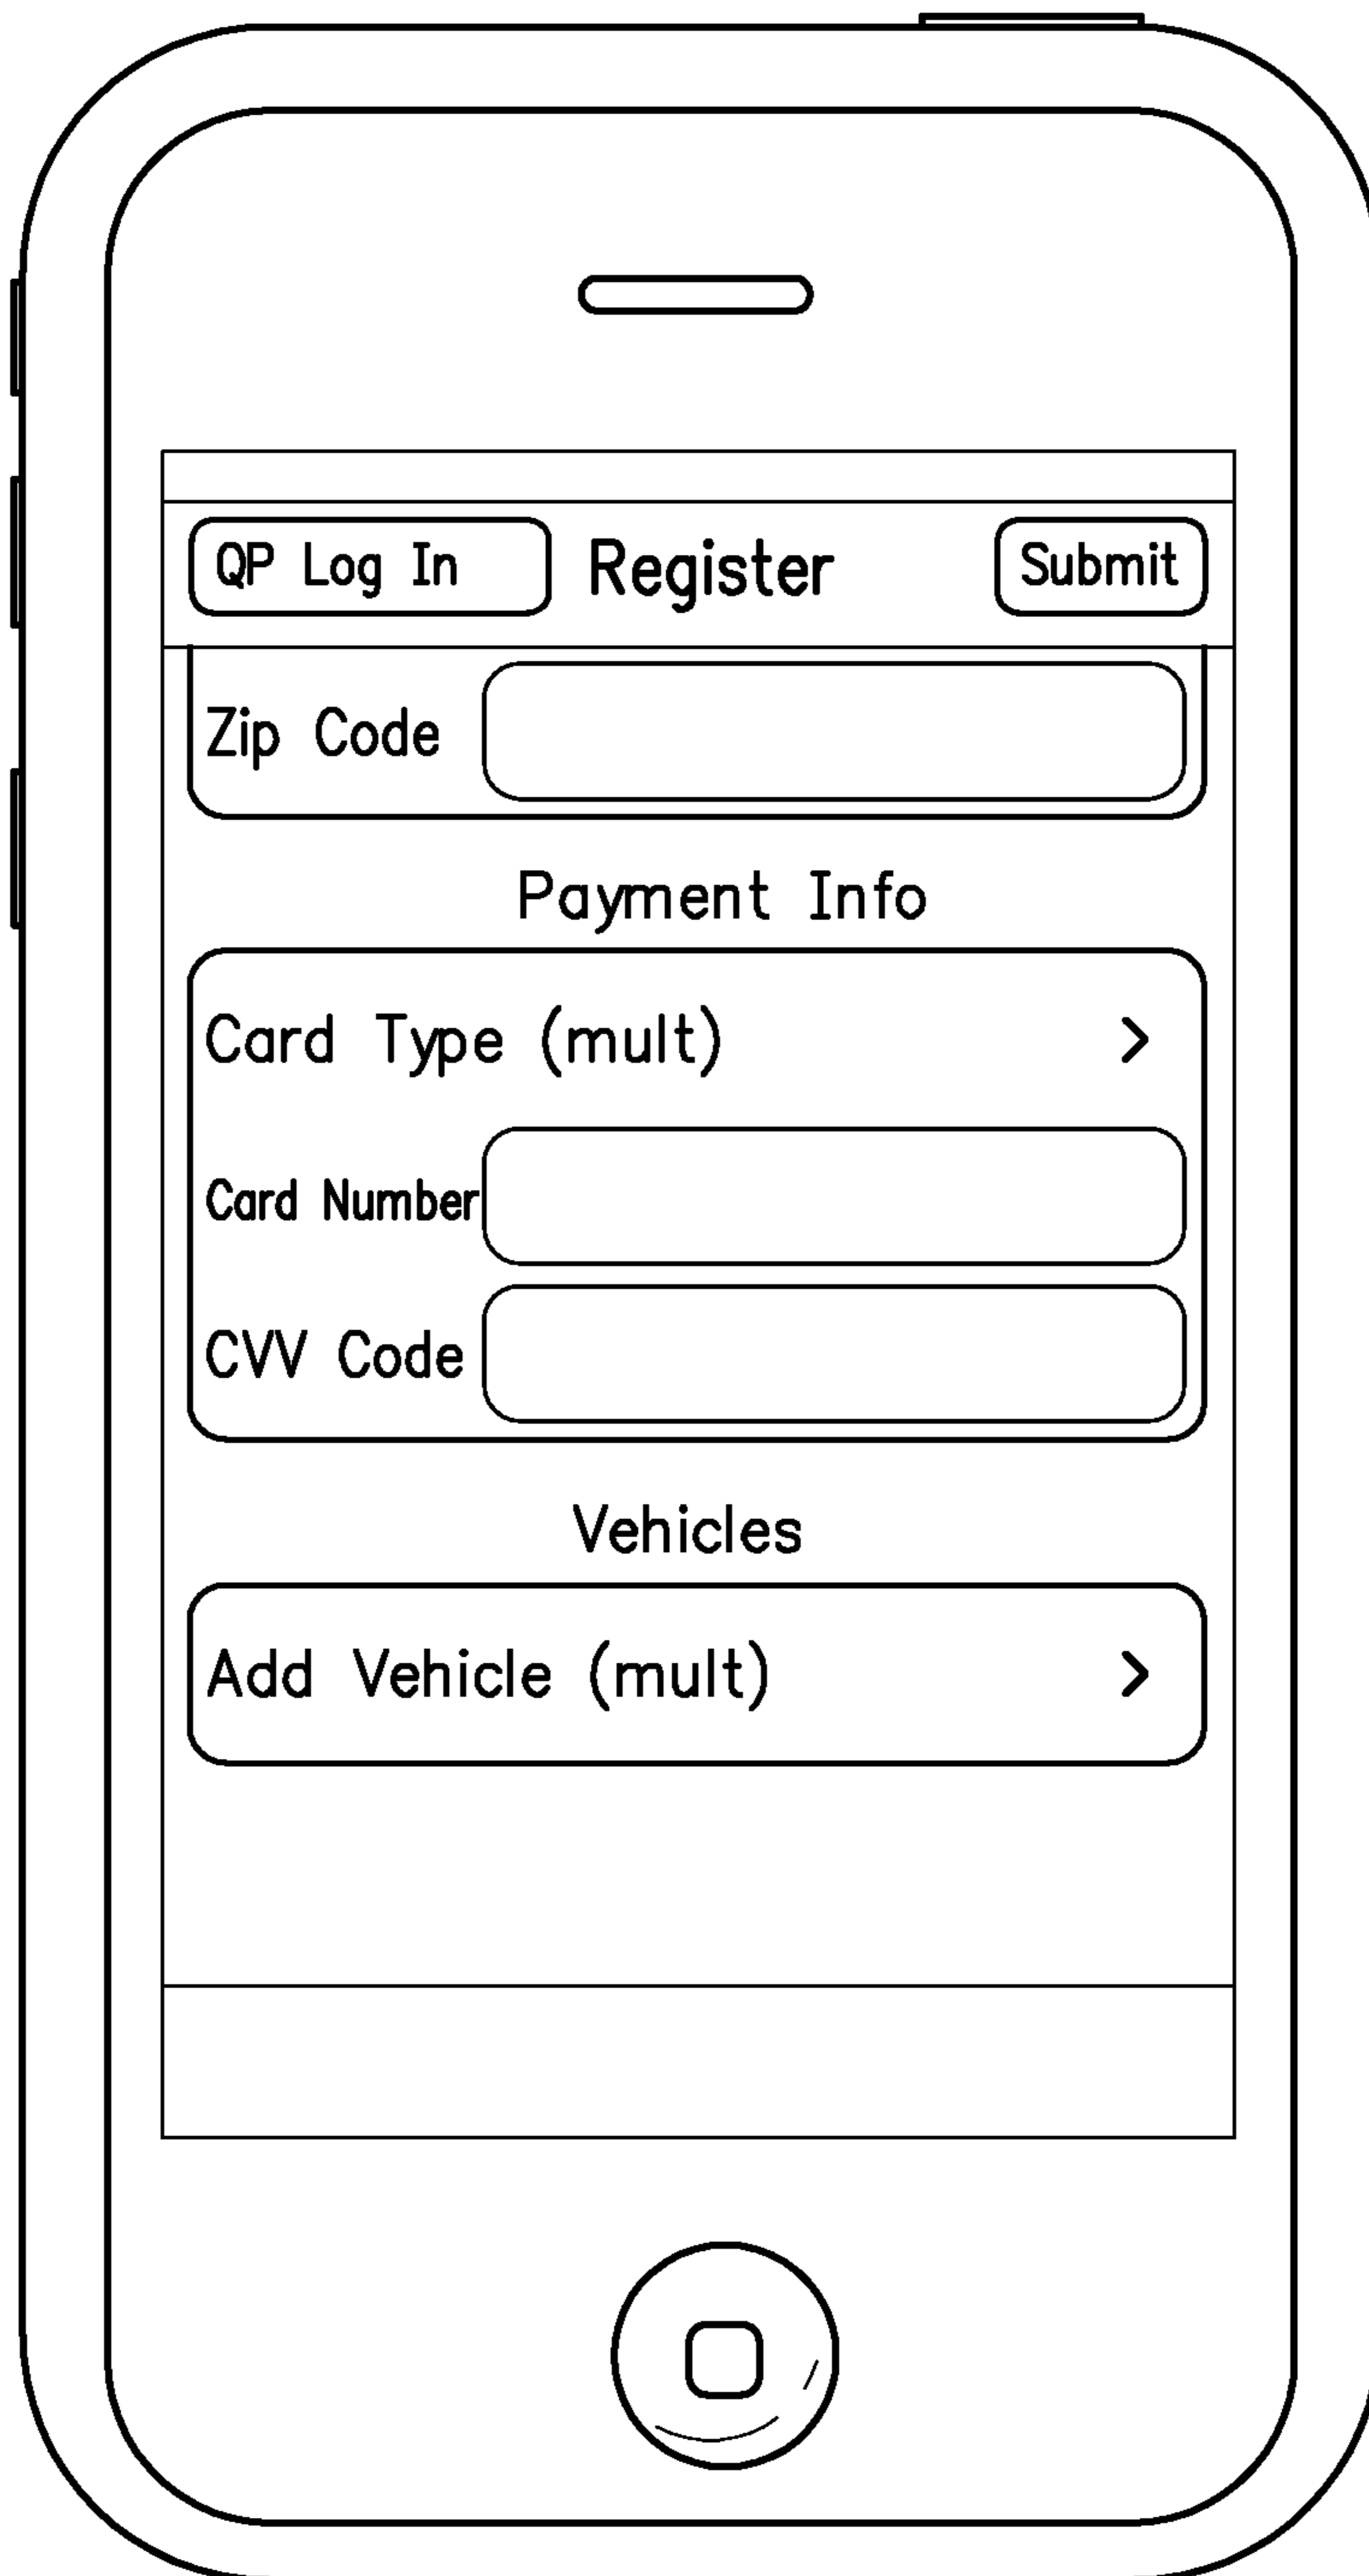 QP Log In Register Submit
Zip Code
Payment Info
Card Type (mult) >
Card Number
CVV Code
Vehicles
Add Vehicle (mult) >